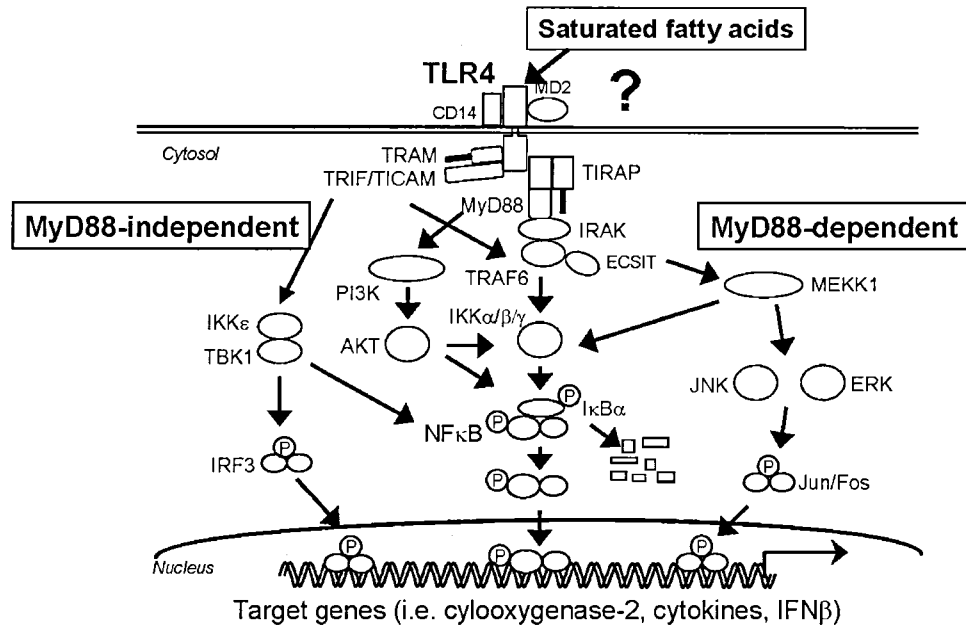 Saturated fatty acids
TLR4
MD2
?
CD14
Cytosol
TRAM
TRIF/TICAM
TIRAP
MyD88
MyD88-independent
IRAK
MyD88-dependent
ECSIT
TRAF6
MEKK1
PI3K
IKKε
IKKα/β/γ
TBK1
AKT
JNK
ERK
P
IκBα
P
NFκB
P
IRF3
P
Jun/Fos
P
P
P
P
Nucleus
Target genes (i.e. cylooxygenase-2, cytokines, IFNβ)